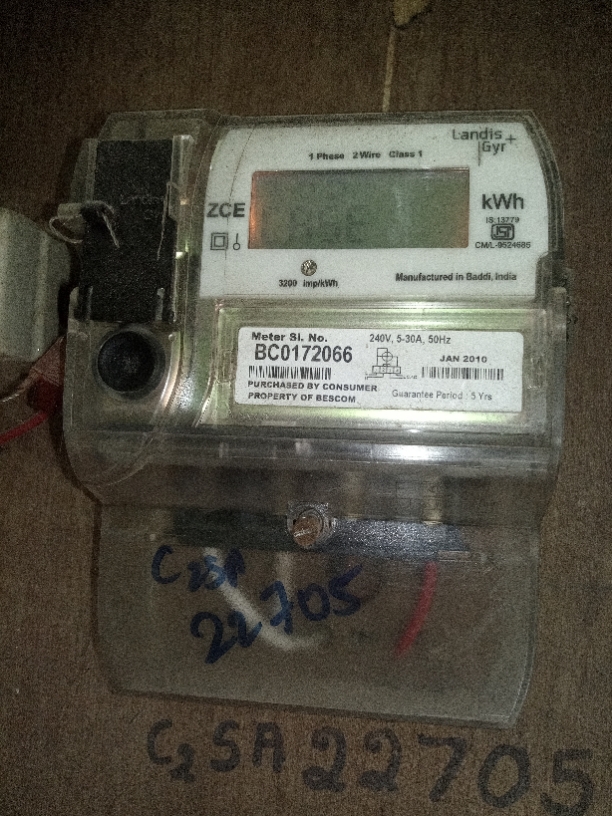 Landis
Gyr
1 Phase 2 Wire Class 1
ZCE
kWh
IS:13779
CM/L-9524686
3200 imp/kWh
Manufactured in Baddi, India
Meter Sl. No.
BC0172066
240V, 5-30A, 50Hz
JAN 2010
PURCHASED BY CONSUMER
PROPERTY OF BESCOM
Guarantee Period : 5 Yrs
C2SA
22705
C2SA22705